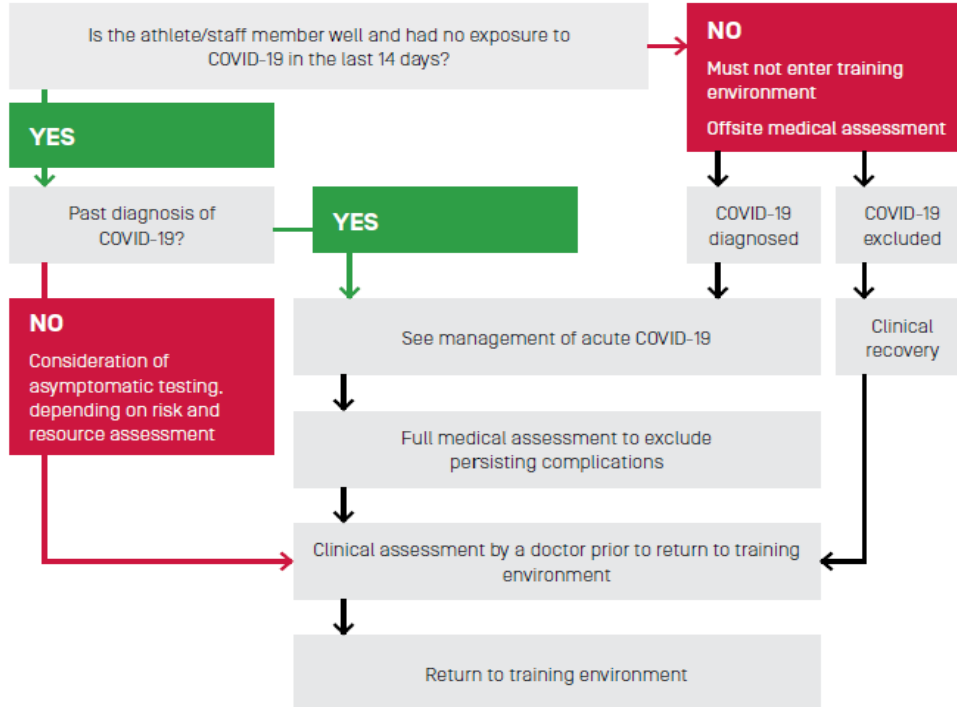 Is the athlete/staff member well and had no exposure to
COVID-19 in the last 14 days?
NO
Must not enter training
environment
Offsite medical assessment
YES
Past diagnosis of
COVID-19?
YES
COVID-19
diagnosed
COVID-19
excluded
NO
Consideration of
asymptomatic testing,
depending on risk and
resource assessment
See management of acute COVID-19
Clinical
recovery
Full medical assessment to exclude
persisting complications
Clinical assessment by a doctor prior to return to training
environment
Return to training environment